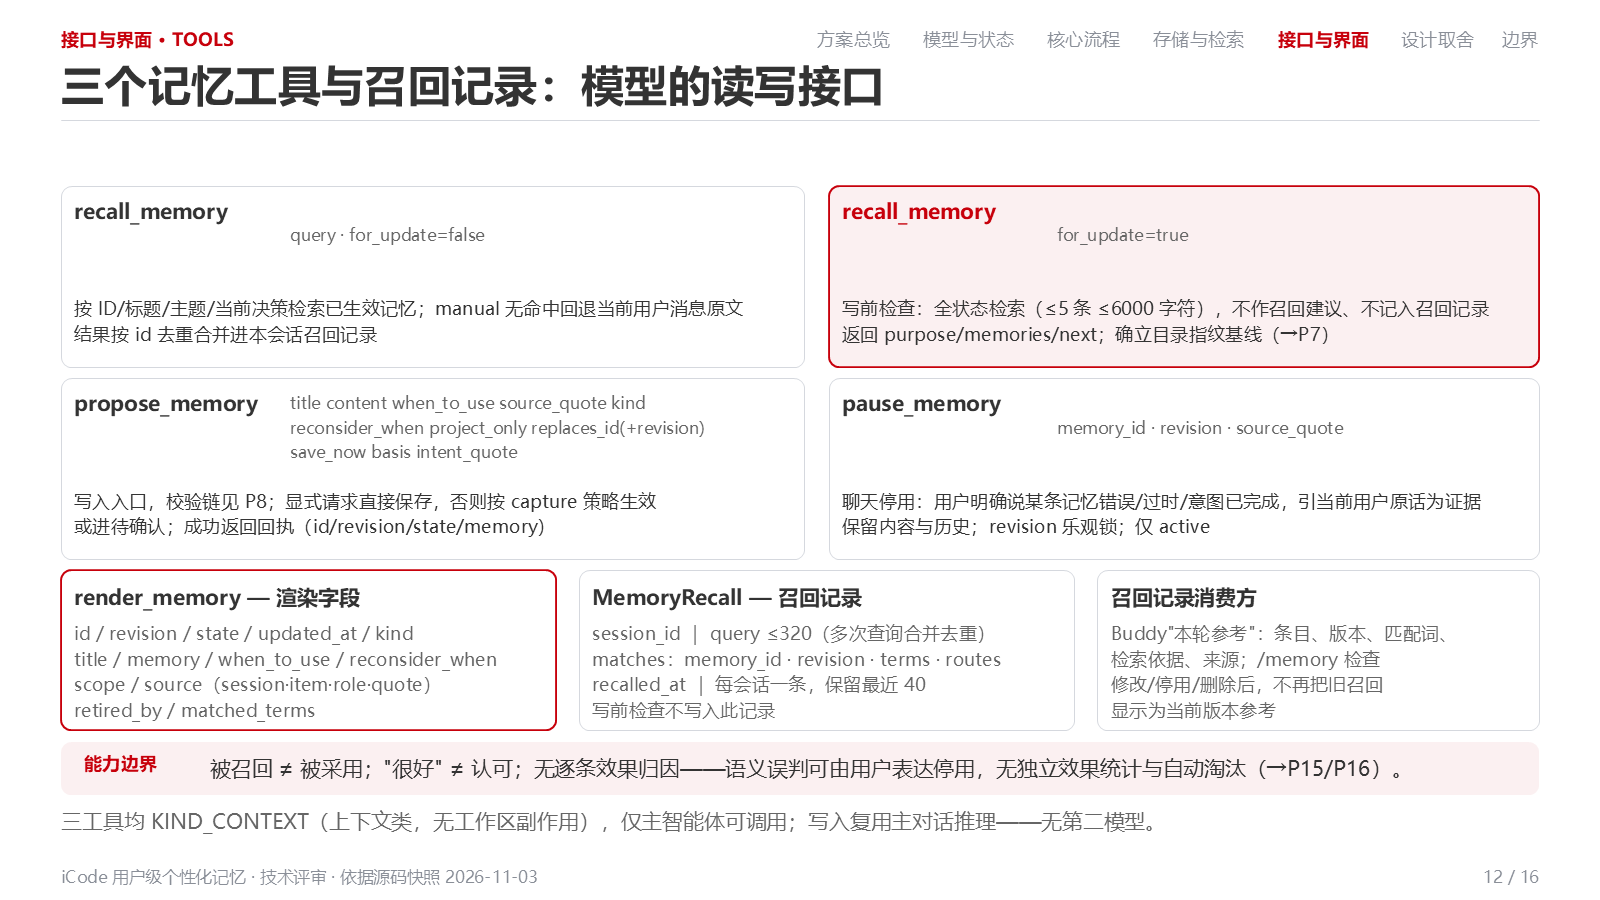 接口与界面 · TOOLS
方案总览 模型与状态 核心流程 存储与检索 接口与界面 设计取舍 边界
三个记忆工具与召回记录：模型的读写接口
recall_memory
query · for_update=false
按 ID/标题/主题/当前决策检索已生效记忆；manual 无命中回退当前用户消息原文
结果按 id 去重合并进本会话召回记录
recall_memory
for_update=true
写前检查：全状态检索（≤5 条 ≤6000 字符），不作召回建议、不记入召回记录
返回 purpose/memories/next；确立目录指纹基线（→P7）
propose_memory
title content when_to_use source_quote kind
reconsider_when project_only replaces_id(+revision)
save_now basis intent_quote
写入入口，校验链见 P8；显式请求直接保存，否则按 capture 策略生效
或进待确认；成功返回回执（id/revision/state/memory）
pause_memory
memory_id · revision · source_quote
聊天停用：用户明确说某条记忆错误/过时/意图已完成，引当前用户原话为证据
保留内容与历史；revision 乐观锁；仅 active
render_memory — 渲染字段
id / revision / state / updated_at / kind
title / memory / when_to_use / reconsider_when
scope / source（session·item·role·quote）
retired_by / matched_terms
MemoryRecall — 召回记录
session_id ｜ query ≤320（多次查询合并去重）
matches：memory_id · revision · terms · routes
recalled_at ｜ 每会话一条，保留最近 40
写前检查不写入此记录
召回记录消费方
Buddy"本轮参考"：条目、版本、匹配词、
检索依据、来源；/memory 检查
修改/停用/删除后，不再把旧召回
显示为当前版本参考
能力边界
被召回 ≠ 被采用；"很好" ≠ 认可；无逐条效果归因——语义误判可由用户表达停用，无独立效果统计与自动淘汰（→P15/P16）。
三工具均 KIND_CONTEXT（上下文类，无工作区副作用），仅主智能体可调用；写入复用主对话推理——无第二模型。
iCode 用户级个性化记忆 · 技术评审 · 依据源码快照 2026-11-03
12 / 16